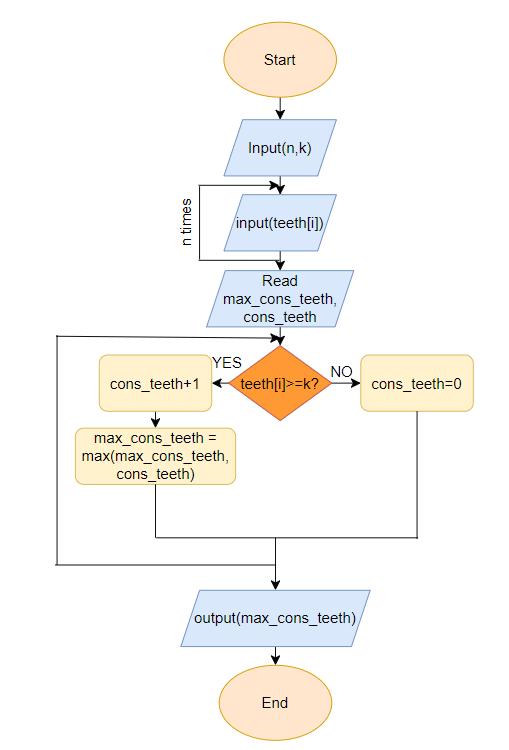 Start
Input(n,k)
n times
input(teeth[i])
Read
max_cons_teeth,
cons_teeth
YES
teeth[i]>=k?
NO
cons_teeth+1
cons_teeth=0
max_cons_teeth =
max(max_cons_teeth,
cons_teeth)
output(max_cons_teeth)
End